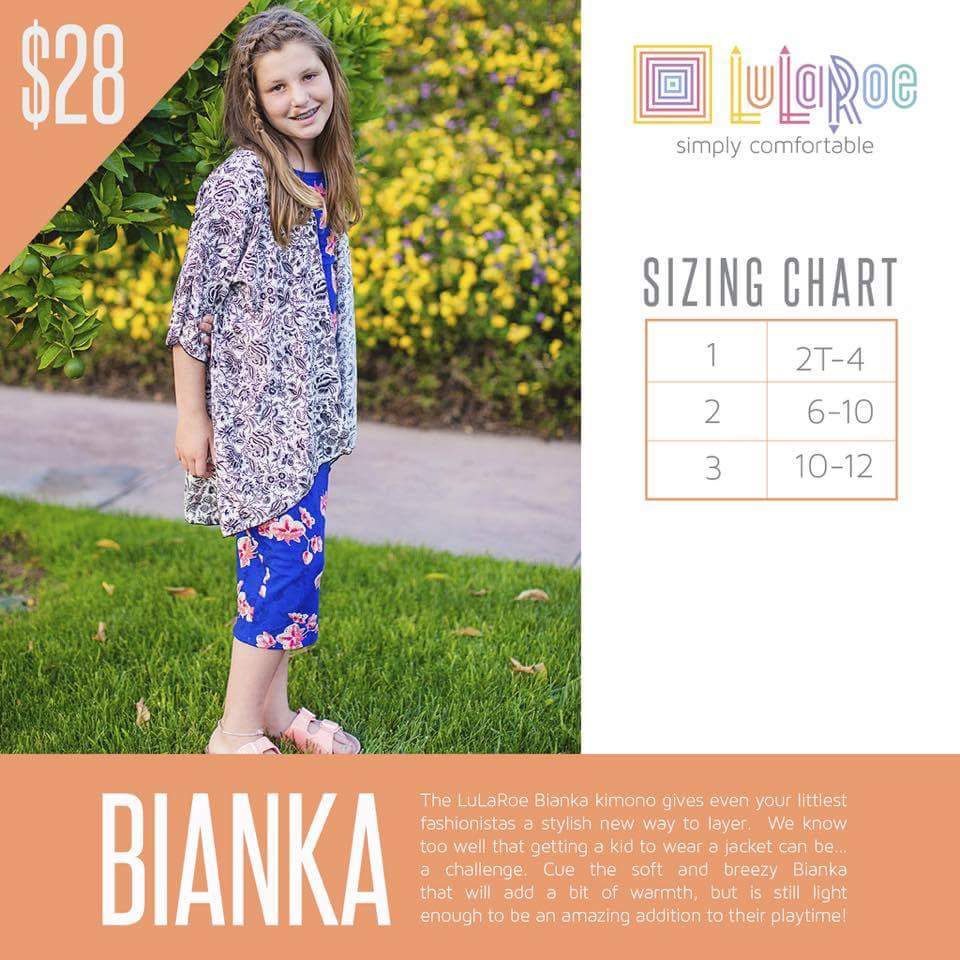 $28
LuLaRoe
simply comfortable
SIZING CHART
1 2T-4
2 6-10
3 10-12
BIANKA
The LuLaRoe Bianka kimono gives even your littlest
fashionistas a stylish new way to layer. We know
too well that getting a kid to wear a jacket can be...
a challenge. Cue the soft and breezy Bianka
that will add a bit of warmth, but is still light
enough to be an amazing addition to their playtime!